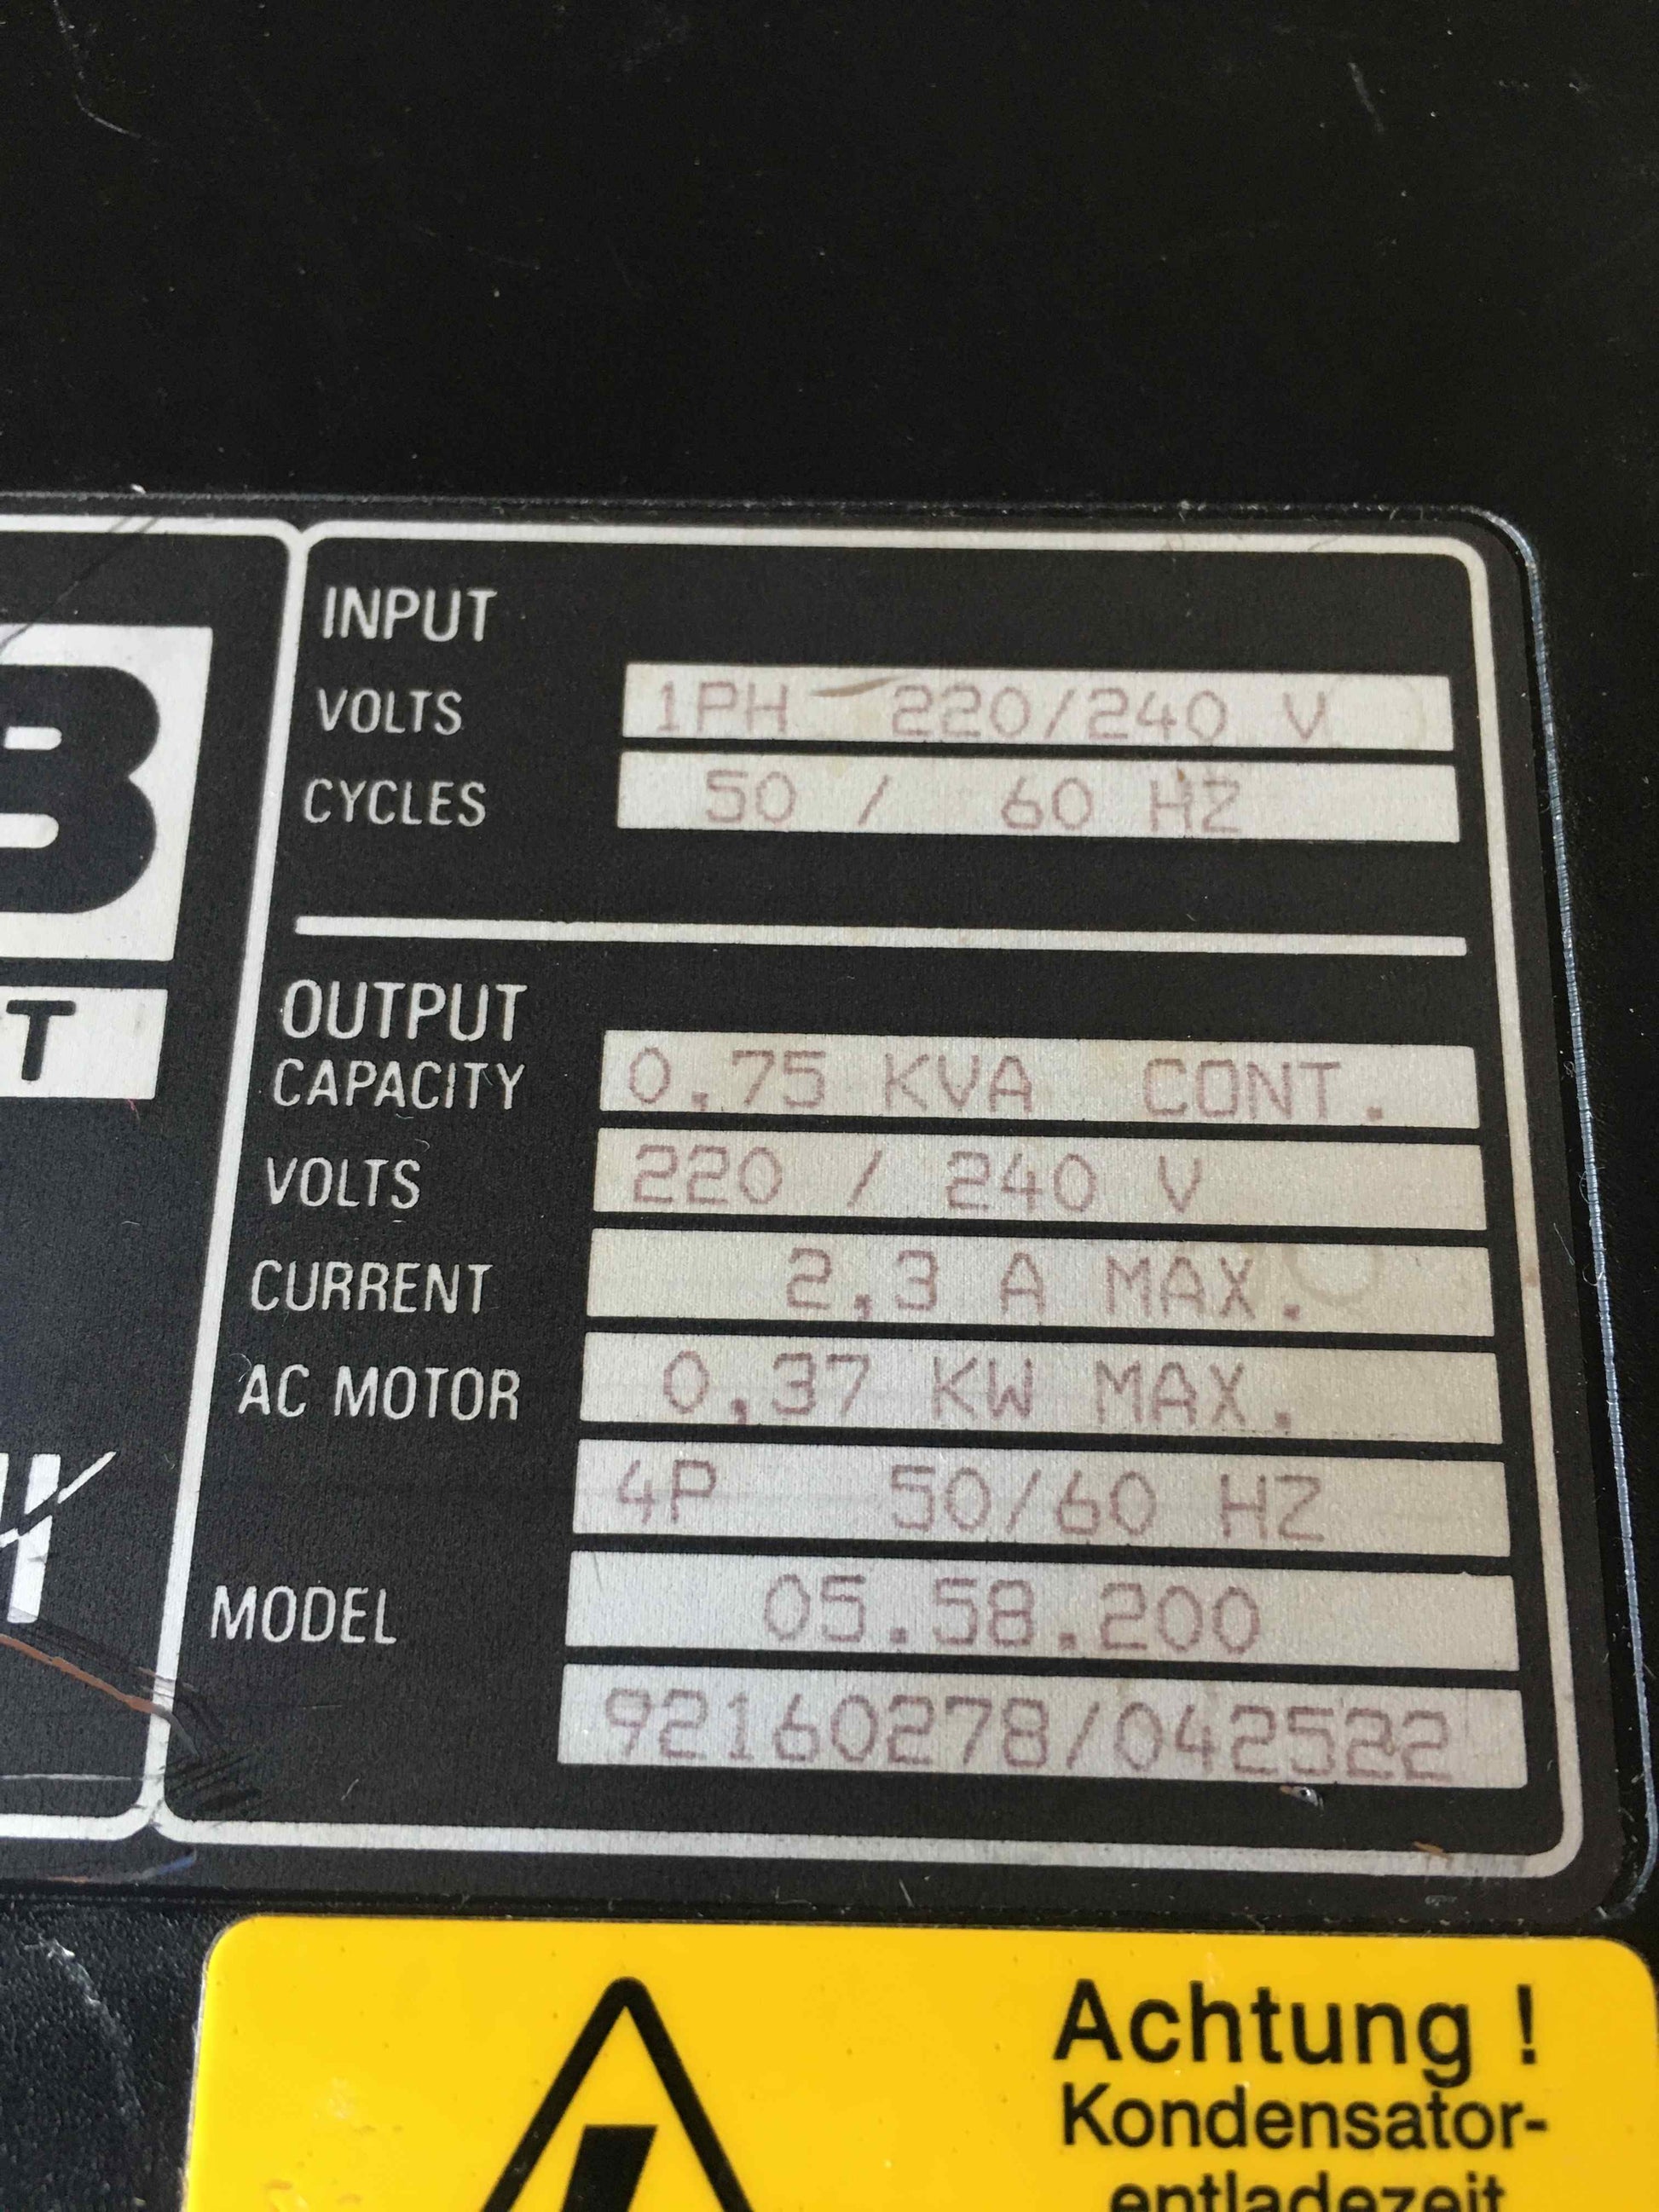 INPUT
VOLTS 1PH 220/240 V
CYCLES 50 / 60 HZ
B
T
OUTPUT
CAPACITY 0.75 KVA CONT.
VOLTS 220 / 240 V
CURRENT 2,3 A MAX.
AC MOTOR 0,37 KW MAX.
4P 50/60 HZ
MODEL 05.58.200
92160278/042522
Achtung !
Kondensator-
entladezeit